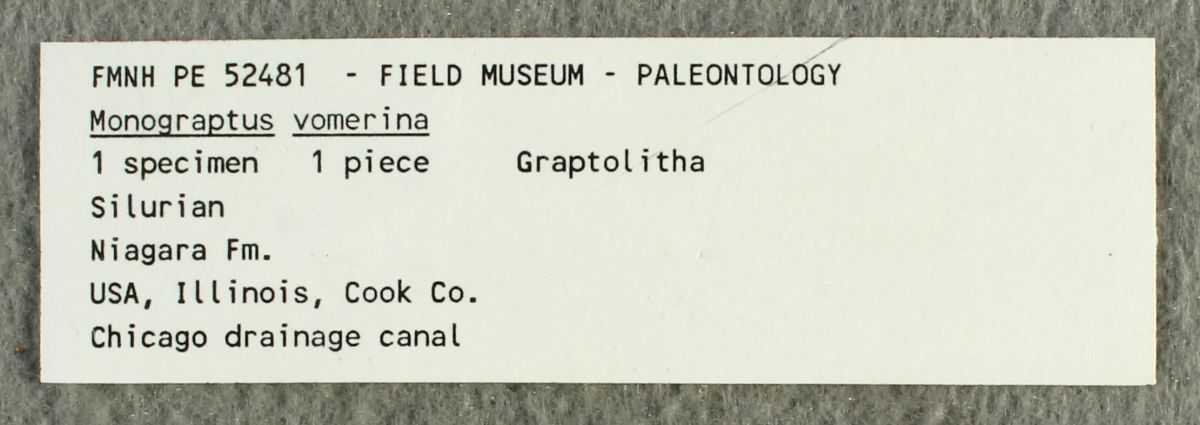 FMNH PE 52481 - FIELD MUSEUM - PALEONTOLOGY
Monograptus vomerina
1 specimen 1 piece Graptolitha
Silurian
Niagara Fm.
USA, Illinois, Cook Co.
Chicago drainage canal